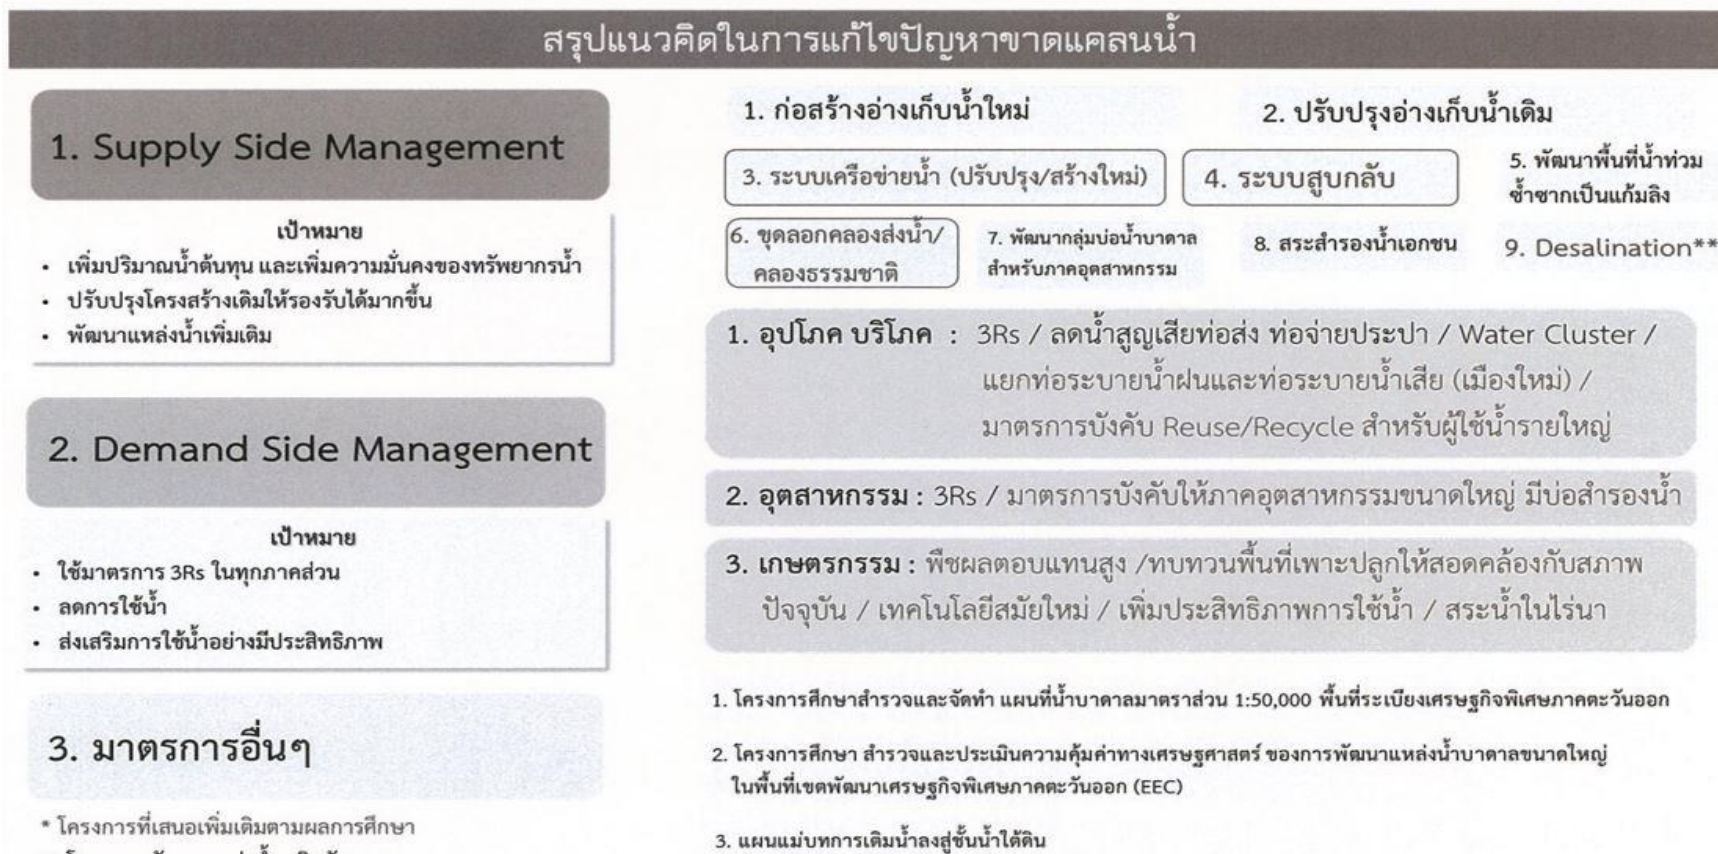 สรุปแนวคิดในการแก้ไขปัญหาขาดแคลนน้ำ
1. Supply Side Management
เป้าหมาย
• เพิ่มปริมาณน้ำต้นทุน และเพิ่มความมั่นคงของทรัพยากรน้ำ
• ปรับปรุงโครงสร้างเดิมให้รองรับได้มากขึ้น
• พัฒนาแหล่งน้ำเพิ่มเติม
1. ก่อสร้างอ่างเก็บน้ำใหม่
2. ปรับปรุงอ่างเก็บน้ำเดิม
3. ระบบเครือข่ายน้ำ (ปรับปรุง/สร้างใหม่)
4. ระบบสูบกลับ
5. พัฒนาพื้นที่น้ำท่วม
ซ้ำซากเป็นแก้มลิง
6. ขุดลอกคลองส่งน้ำ/
คลองธรรมชาติ
7. พัฒนากลุ่มบ่อน้ำบาดาล
สำหรับภาคอุตสาหกรรม
8. สระสำรองน้ำเอกชน
9. Desalination**
2. Demand Side Management
เป้าหมาย
• ใช้มาตรการ 3Rs ในทุกภาคส่วน
• ลดการใช้น้ำ
• ส่งเสริมการใช้น้ำอย่างมีประสิทธิภาพ
1. อุปโภค บริโภค : 3Rs / ลดน้ำสูญเสียท่อส่ง ท่อจ่ายประปา / Water Cluster /
แยกท่อระบายน้ำฝนและท่อระบายน้ำเสีย (เมืองใหม่) /
มาตรการบังคับ Reuse/Recycle สำหรับผู้ใช้น้ำรายใหญ่
2. อุตสาหกรรม : 3Rs / มาตรการบังคับให้ภาคอุตสาหกรรมขนาดใหญ่ มีบ่อสำรองน้ำ
3. เกษตรกรรม : พืชผลตอบแทนสูง /ทบทวนพื้นที่เพาะปลูกให้สอดคล้องกับสภาพ
ปัจจุบัน / เทคโนโลยีสมัยใหม่ / เพิ่มประสิทธิภาพการใช้น้ำ / สระน้ำในไร่นา
3. มาตรการอื่นๆ
* โครงการที่เสนอเพิ่มเติมตามผลการศึกษา
1. โครงการศึกษาสำรวจและจัดทำ แผนที่น้ำบาดาลมาตราส่วน 1:50,000 พื้นที่ระเบียงเศรษฐกิจพิเศษภาคตะวันออก
2. โครงการศึกษา สำรวจและประเมินความคุ้มค่าทางเศรษฐศาสตร์ ของการพัฒนาแหล่งน้ำบาดาลขนาดใหญ่
ในพื้นที่เขตพัฒนาเศรษฐกิจพิเศษภาคตะวันออก (EEC)
3. แผนแม่บทการเติมน้ำลงสู่ชั้นน้ำใต้ดิน